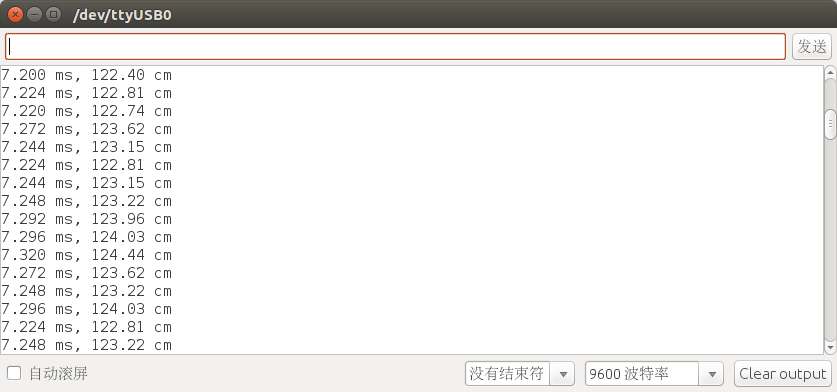 /dev/ttyUSB0
发送
7.200 ms, 122.40 cm
7.224 ms, 122.81 cm
7.220 ms, 122.74 cm
7.272 ms, 123.62 cm
7.244 ms, 123.15 cm
7.224 ms, 122.81 cm
7.244 ms, 123.15 cm
7.248 ms, 123.22 cm
7.292 ms, 123.96 cm
7.296 ms, 124.03 cm
7.320 ms, 124.44 cm
7.272 ms, 123.62 cm
7.248 ms, 123.22 cm
7.296 ms, 124.03 cm
7.224 ms, 122.81 cm
7.248 ms, 123.22 cm
自动滚屏 没有结束符 9600 波特率 Clear output